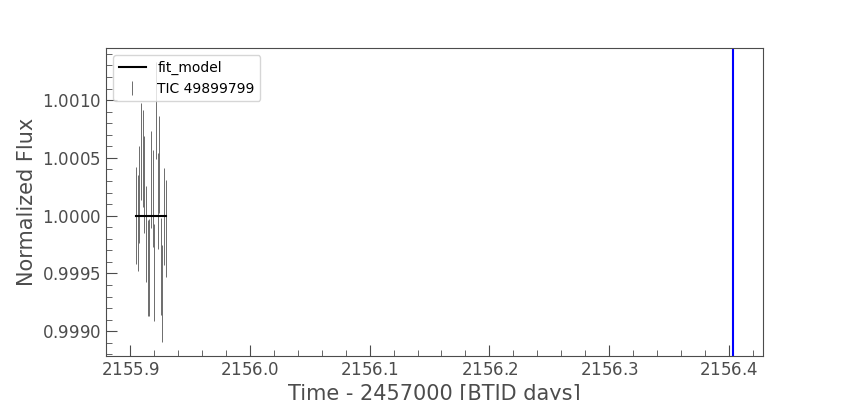 fit_model
TIC 49899799
1.0010
1.0005
1.0000
0.9995
0.9990
Normalized Flux
2155.9 2156.0 2156.1 2156.2 2156.3 2156.4
Time - 2457000 [BTJD days]